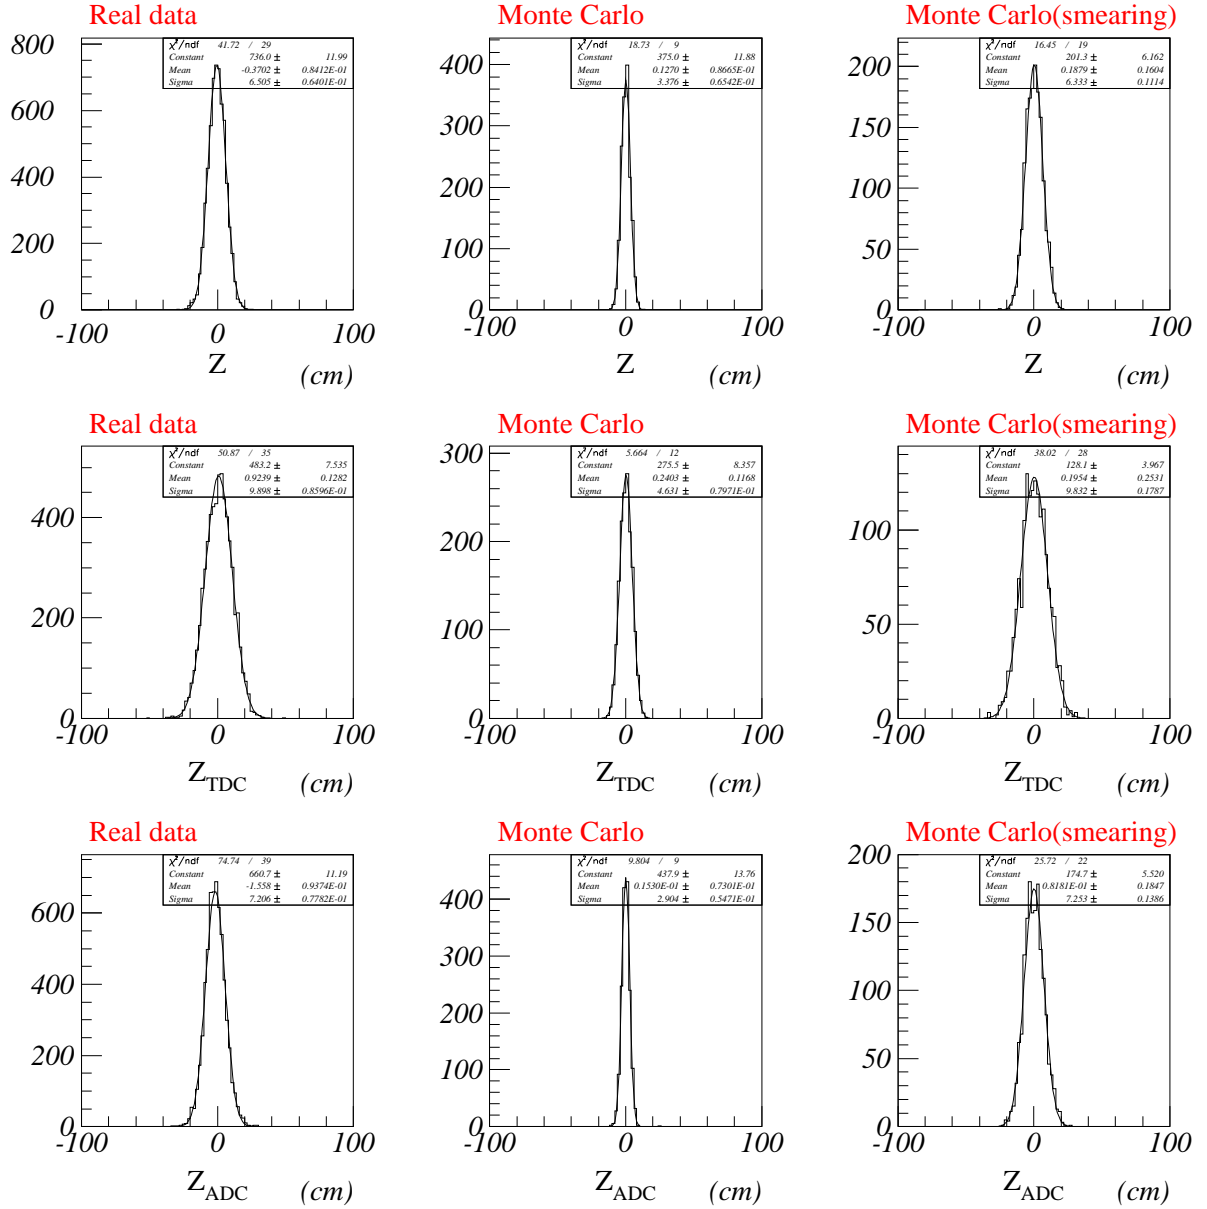 Real data
χ²/ndf 41.72 / 29
Constant 736.0 ± 11.99
Mean -0.3702 ± 0.8412E-01
Sigma 6.505 ± 0.6401E-01
800
600
400
200
0
-100 0 100
Z
(cm)
Monte Carlo
χ²/ndf 18.73 / 9
Constant 375.0 ± 11.88
Mean 0.1270 ± 0.8665E-01
Sigma 3.376 ± 0.6542E-01
400
300
200
100
0
-100 0 100
Z
(cm)
Monte Carlo(smearing)
χ²/ndf 16.45 / 19
Constant 201.3 ± 6.162
Mean 0.1879 ± 0.1604
Sigma 6.333 ± 0.1114
200
150
100
50
0
-100 0 100
Z
(cm)
Real data
χ²/ndf 50.87 / 35
Constant 483.2 ± 7.535
Mean 0.9239 ± 0.1282
Sigma 9.898 ± 0.8596E-01
400
200
0
-100 0 100
Z_TDC
(cm)
Monte Carlo
χ²/ndf 5.664 / 12
Constant 275.5 ± 8.357
Mean 0.2403 ± 0.1168
Sigma 4.631 ± 0.7971E-01
300
200
100
0
-100 0 100
Z_TDC
(cm)
Monte Carlo(smearing)
χ²/ndf 38.02 / 28
Constant 128.1 ± 3.967
Mean 0.1954 ± 0.2531
Sigma 9.832 ± 0.1787
100
50
0
-100 0 100
Z_TDC
(cm)
Real data
χ²/ndf 74.74 / 39
Constant 660.7 ± 11.19
Mean -1.558 ± 0.9374E-01
Sigma 7.206 ± 0.7782E-01
600
400
200
0
-100 0 100
Z_ADC
(cm)
Monte Carlo
χ²/ndf 9.804 / 9
Constant 437.9 ± 13.76
Mean 0.1530E-01 ± 0.7301E-01
Sigma 2.904 ± 0.5471E-01
400
300
200
100
0
-100 0 100
Z_ADC
(cm)
Monte Carlo(smearing)
χ²/ndf 25.72 / 22
Constant 174.7 ± 5.520
Mean 0.8181E-01 ± 0.1847
Sigma 7.253 ± 0.1386
200
150
100
50
0
-100 0 100
Z_ADC
(cm)